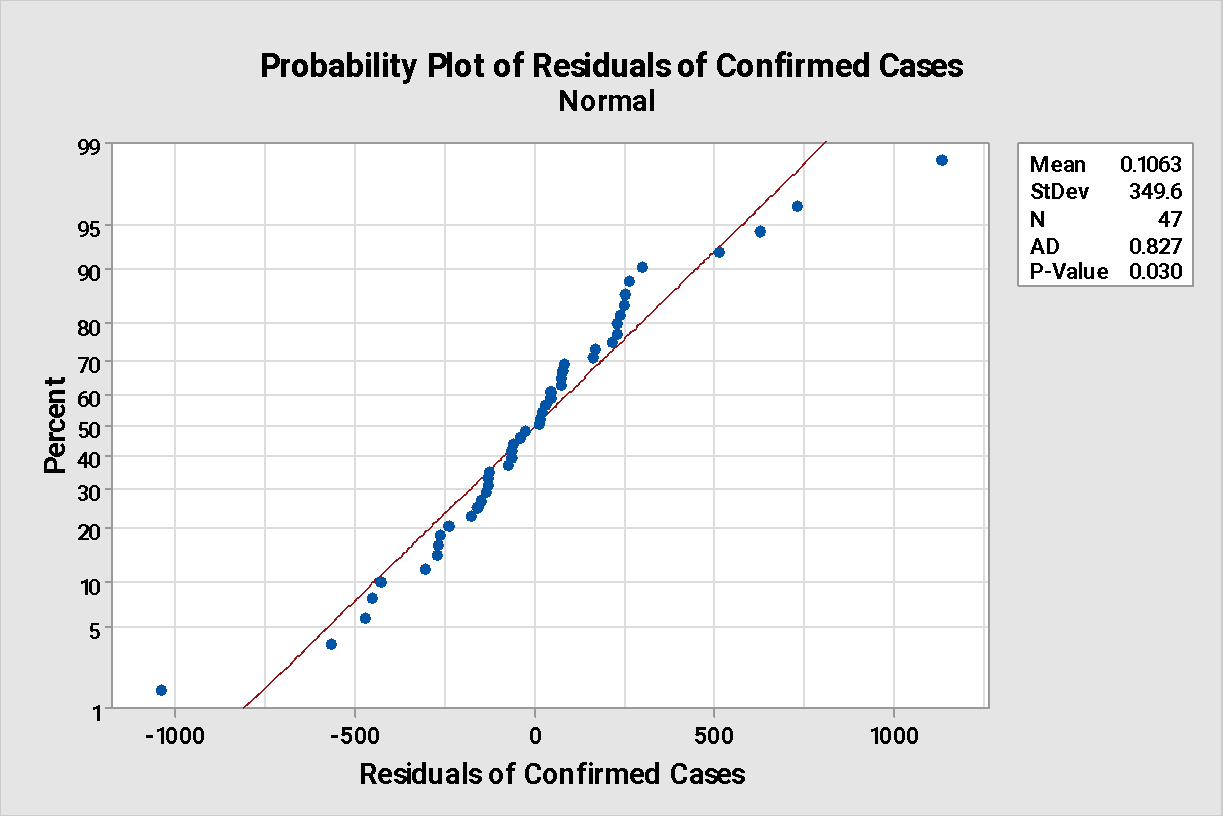 Probability Plot of Residuals of Confirmed Cases
Normal
99
95
90
80
70
60
50
40
30
20
10
5
1
Percent
-1000
-500
0
500
1000
Residuals of Confirmed Cases
Mean 0.1063
StDev 349.6
N 47
AD 0.827
P-Value 0.030